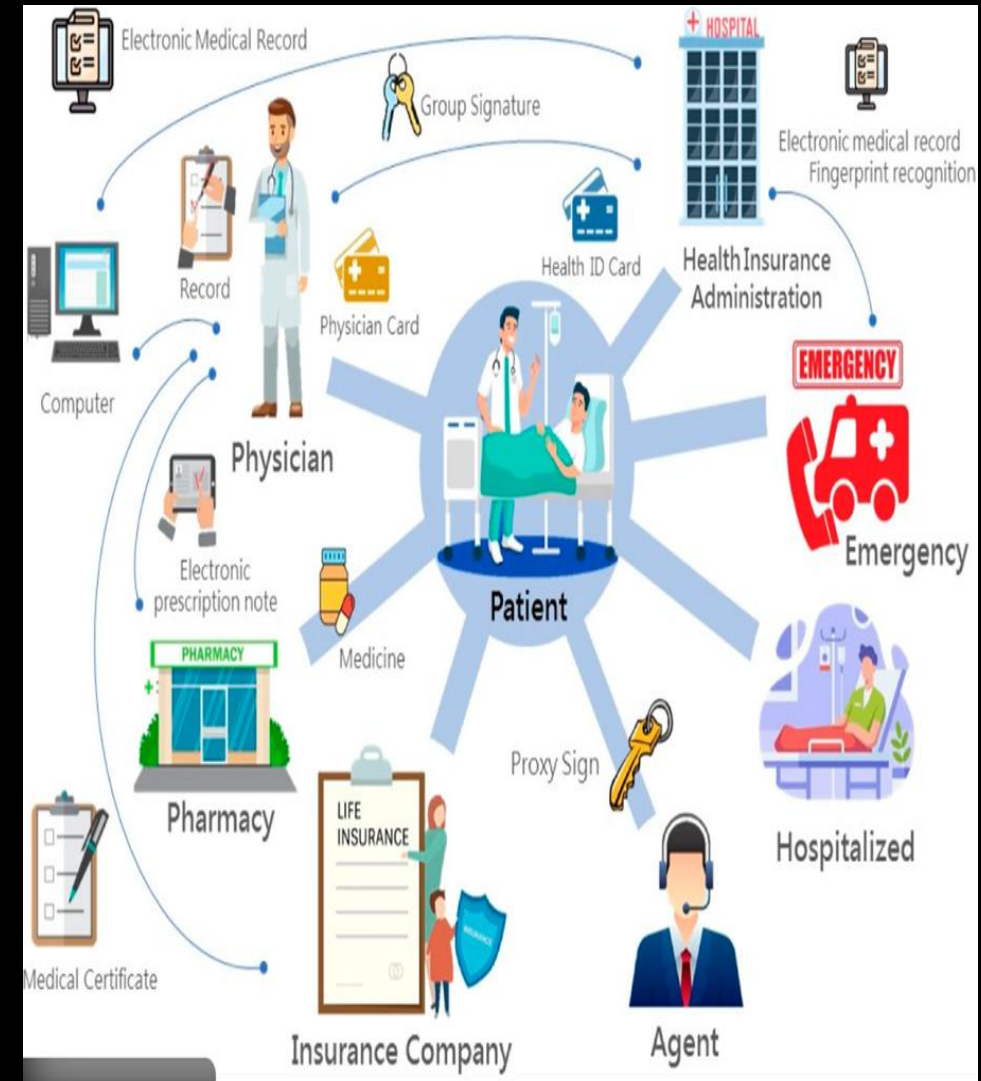 Electronic Medical Record
HOSPITAL
Group Signature
Electronic medical record
Fingerprint recognition
Health ID Card
Health Insurance
Administration
Record
Physician Card
Computer
Physician
EMERGENCY
Emergency
Electronic
prescription note
Patient
PHARMACY
Medicine
Pharmacy
Proxy Sign
LIFE
INSURANCE
INSURANCE
Hospitalized
Medical Certificate
Insurance Company
Agent